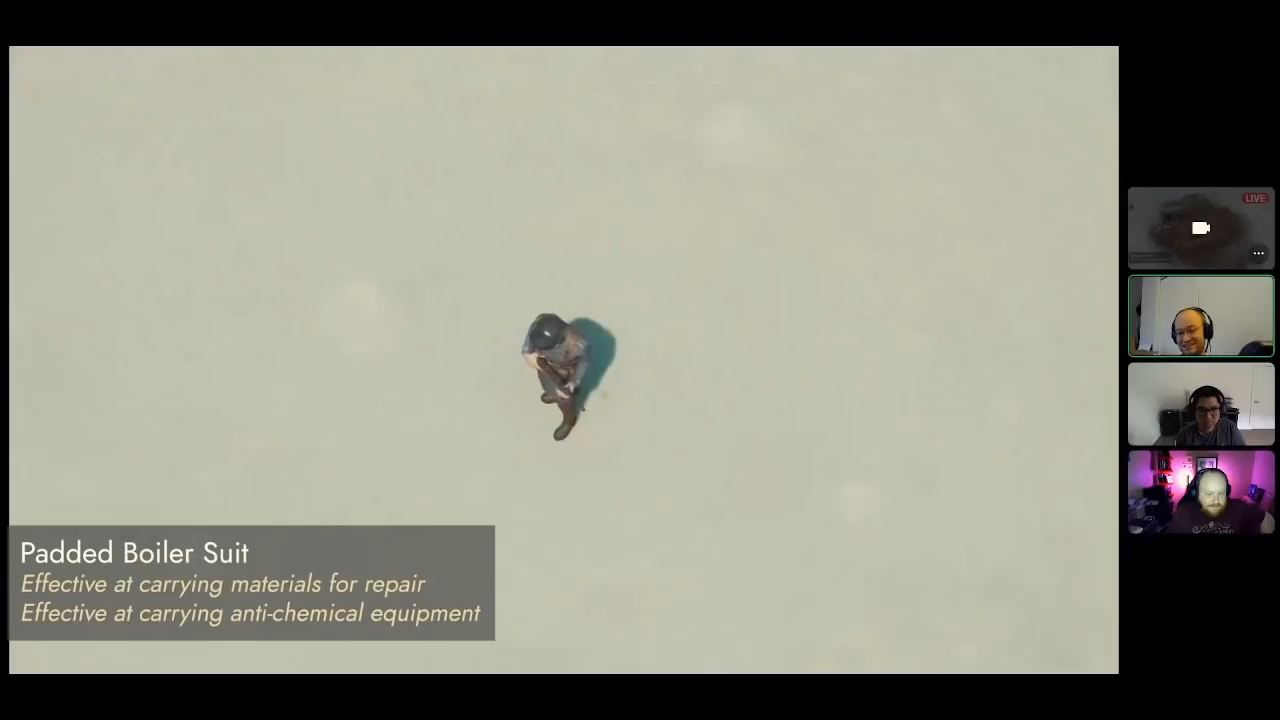 LIVE
Padded Boiler Suit
Effective at carrying materials for repair
Effective at carrying anti-chemical equipment